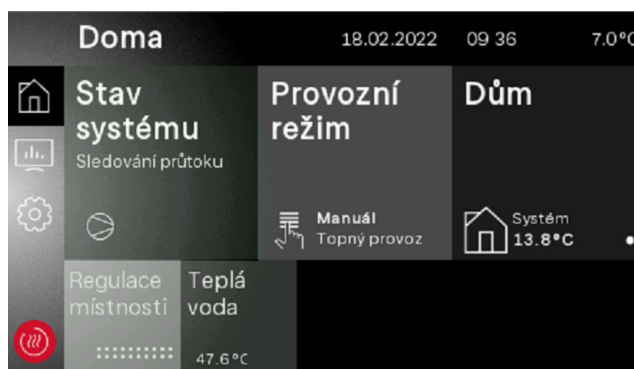 Doma 18.02.2022 09 36 7.0°C
Stav
systému
Sledování průtoku
Provozní
režim
Manuál
Topný provoz
Dům
Systém
13.8°C
Regulace
místnosti
Teplá
voda
47.6°C